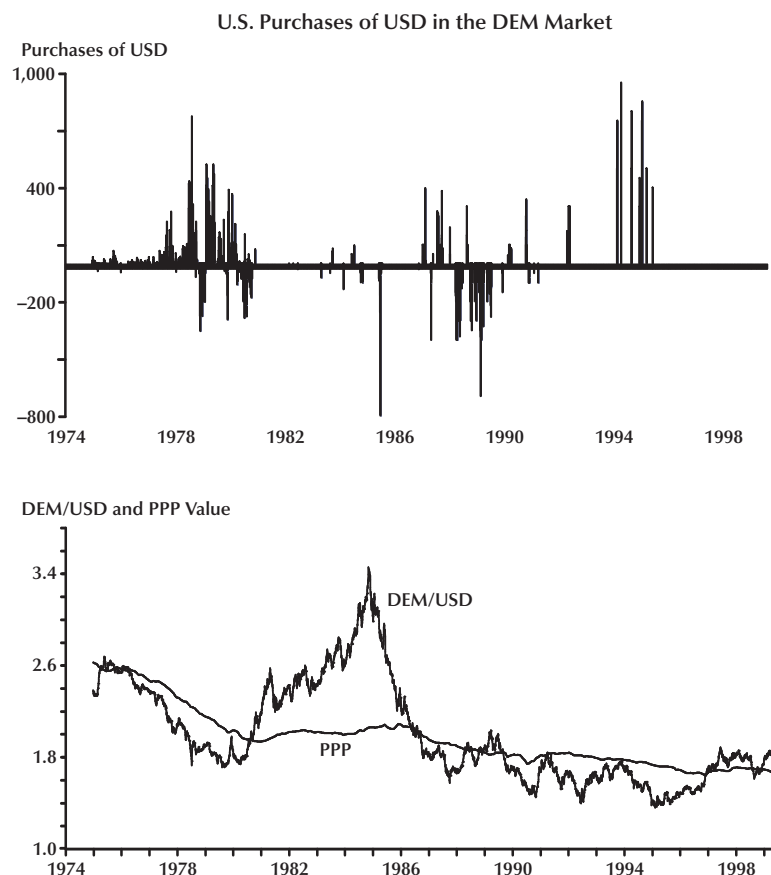 U.S. Purchases of USD in the DEM Market
Purchases of USD
1,000
400
–200
–800
1974 1978 1982 1986 1990 1994 1998
DEM/USD and PPP Value
3.4
DEM/USD
2.6
PPP
1.8
1.0
1974 1978 1982 1986 1990 1994 1998